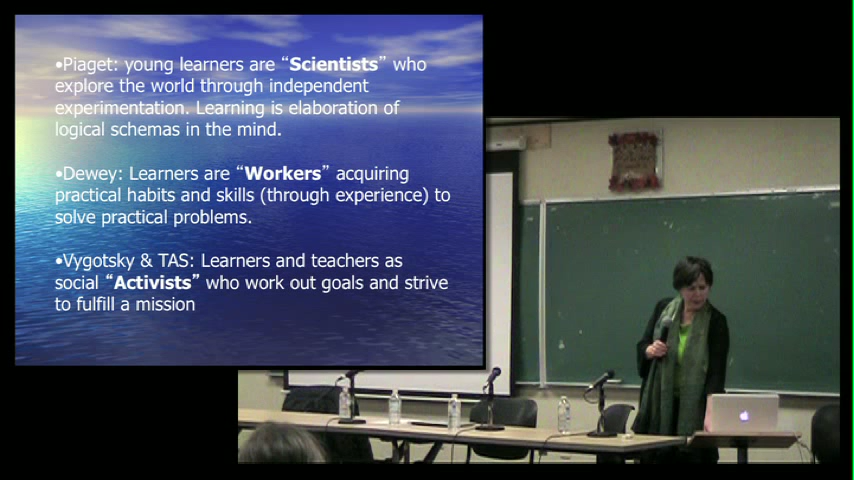 •Piaget: young learners are “Scientists” who
explore the world through independent
experimentation. Learning is elaboration of
logical schemas in the mind.
•Dewey: Learners are “Workers” acquiring
practical habits and skills (through experience) to
solve practical problems.
•Vygotsky & TAS: Learners and teachers as
social “Activists” who work out goals and strive
to fulfill a mission